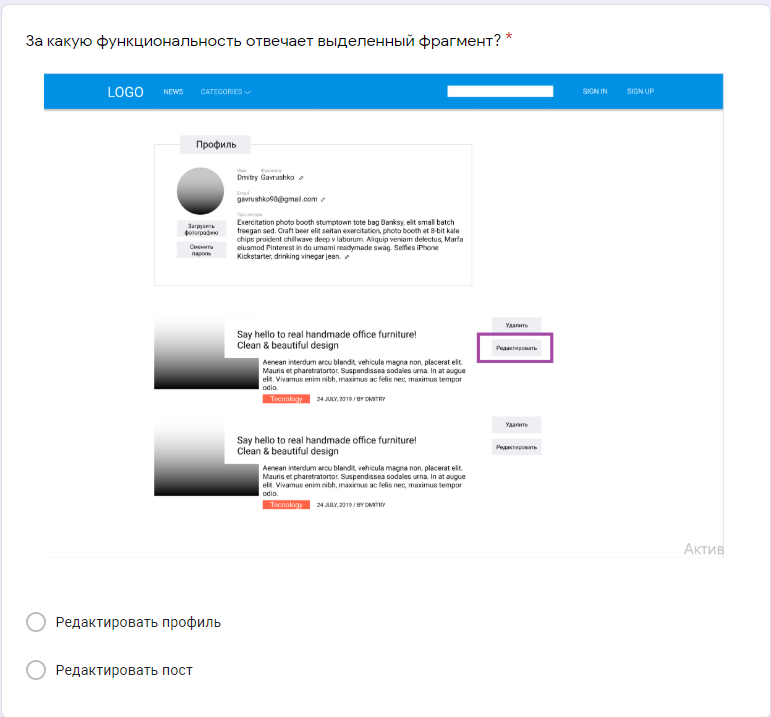 За какую функциональность отвечает выделенный фрагмент? *
LOGO NEWS CATEGORIES SIGN IN SIGN UP
Профиль
Имя Фамилия
Dmitry Gavrushko
Email
gavrushko98@gmail.com
Про автора
Exercitation photo booth stumptown tote bag Banksy, elit small batch
freegan sed. Craft beer elit seitan exercitation, photo booth et 8-bit kale
chips proident chillwave deep v laborum. Aliquip veniam delectus, Marfa
eiusmod Pinterest in do umami readymade swag. Selfies iPhone
Kickstarter, drinking vinegar jean.
Загрузить
фотографию
Сменить
пароль
Say hello to real handmade office furniture!
Clean & beautiful design
Aenean interdum arcu blandit, vehicula magna non, placerat elit.
Mauris et pharetratortor. Suspendissea sodales urna. In at augue
elit. Vivamus enim nibh, maximus ac felis nec, maximus tempor
odio.
Tecnology 24 JULY, 2019 / BY DMITRY
Удалить
Редактировать
Say hello to real handmade office furniture!
Clean & beautiful design
Aenean interdum arcu blandit, vehicula magna non, placerat elit.
Mauris et pharetratortor. Suspendissea sodales urna. In at augue
elit. Vivamus enim nibh, maximus ac felis nec, maximus tempor
odio.
Tecnology 24 JULY, 2019 / BY DMITRY
Удалить
Редактировать
Актив
Редактировать профиль
Редактировать пост